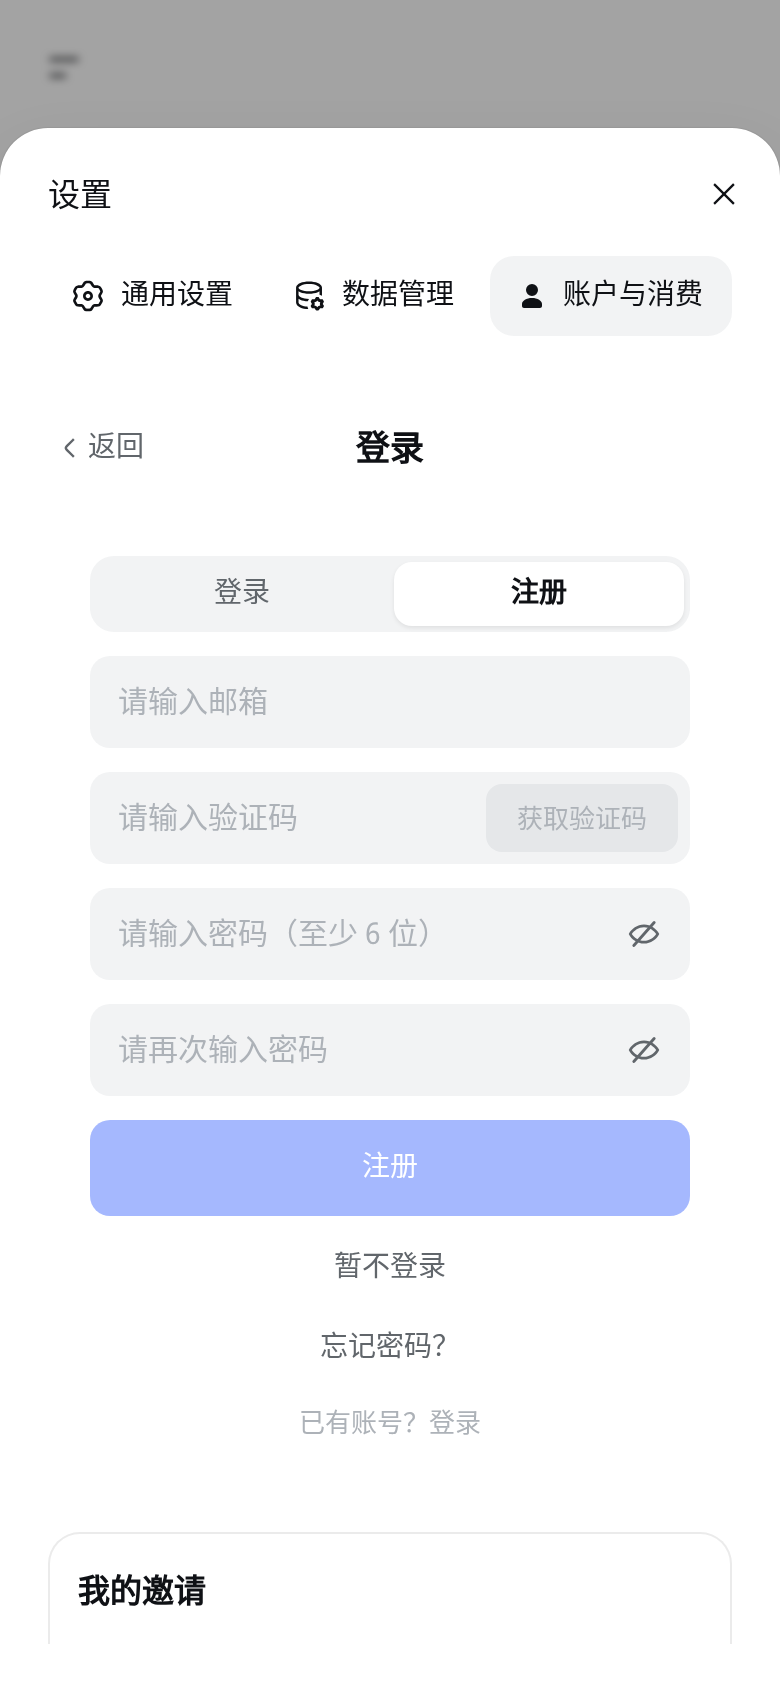 设置
通用设置 数据管理 账户与消费
返回 登录
登录 注册
请输入邮箱
请输入验证码 获取验证码
请输入密码（至少 6 位）
请再次输入密码
注册
暂不登录
忘记密码？
已有账号？登录
我的邀请